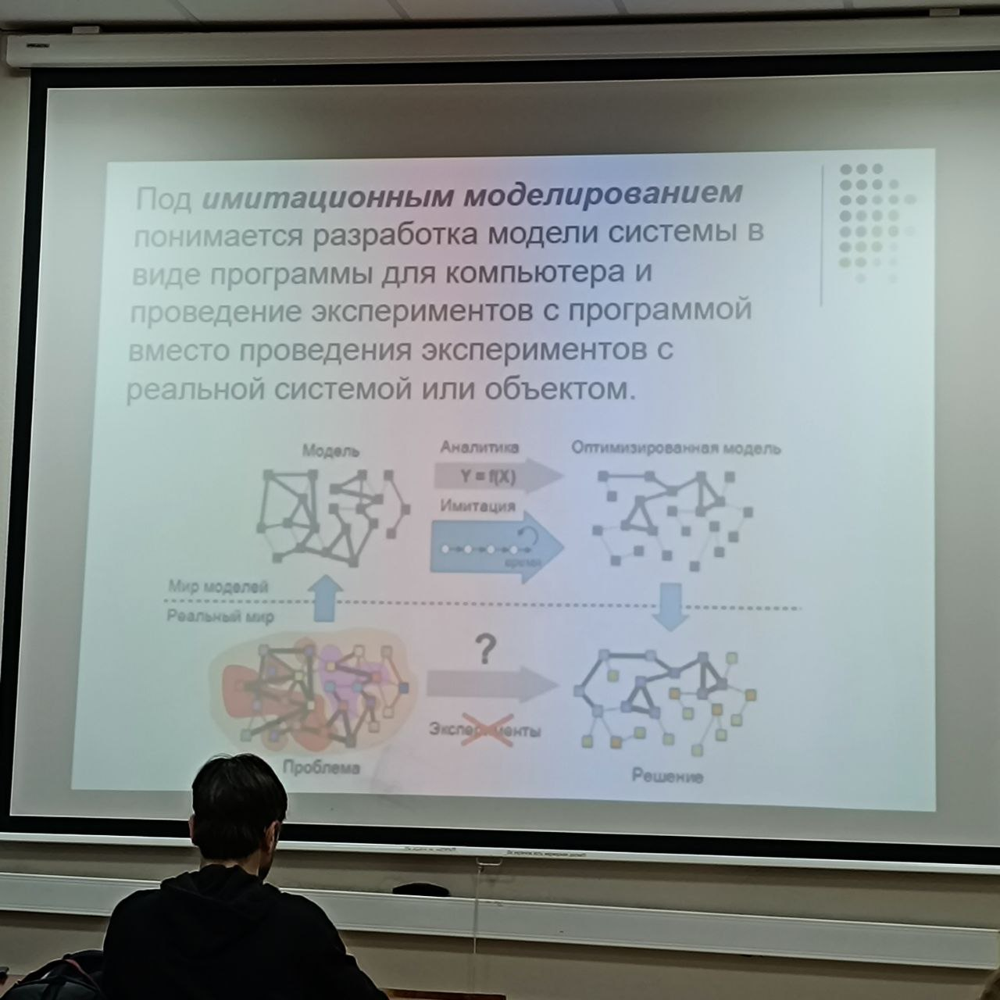 Под имитационным моделированием
понимается разработка модели системы в
виде программы для компьютера и
проведение экспериментов с программой
вместо проведения экспериментов с
реальной системой или объектом.
Модель
Аналитика
Оптимизированная модель
Y = f(X)
Имитация
время
Мир моделей
Реальный мир
?
Эксперименты
Проблема
Решение